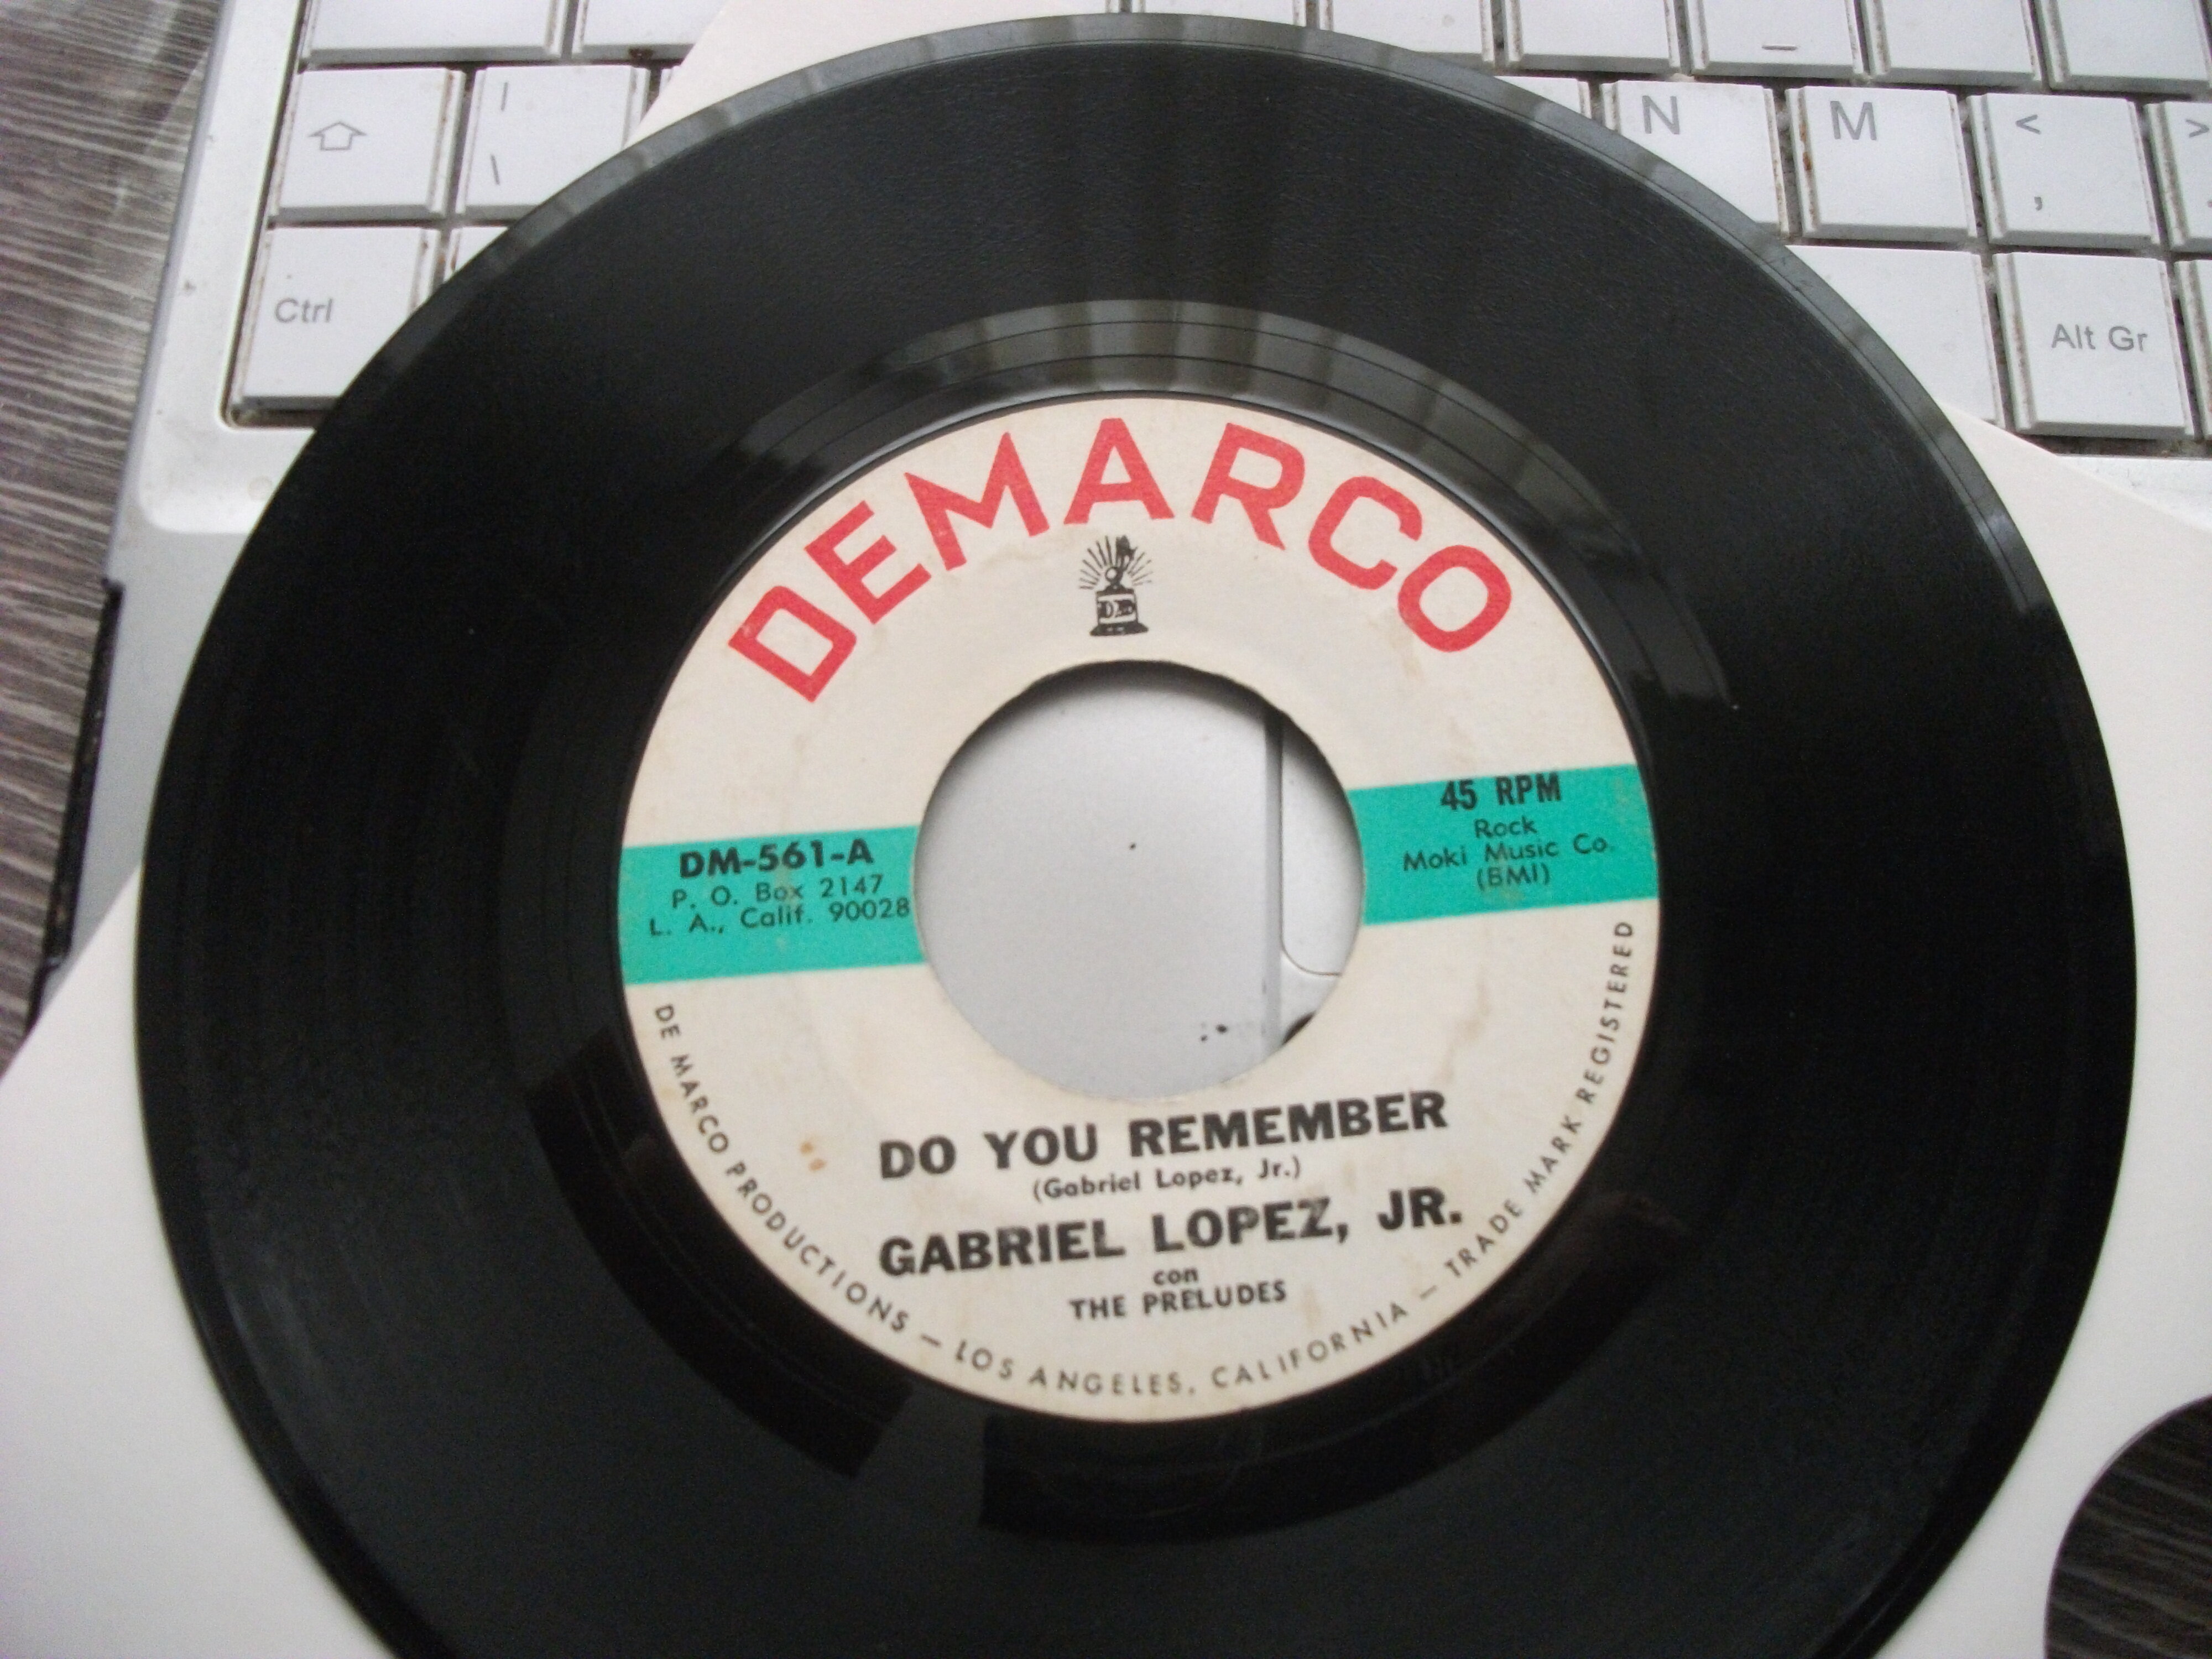 |
\
N
M
<
,
>
Ctrl
Alt Gr
DEMARCO
DM-561-A
P. O. Box 2147
L. A., Calif. 90028
45 RPM
Rock
Moki Music Co.
(BMI)
DO YOU REMEMBER
(Gabriel Lopez, Jr.)
GABRIEL LOPEZ, JR.
con
THE PRELUDES
DE MARCO PRODUCTIONS — LOS ANGELES, CALIFORNIA — TRADE MARK REGISTERED